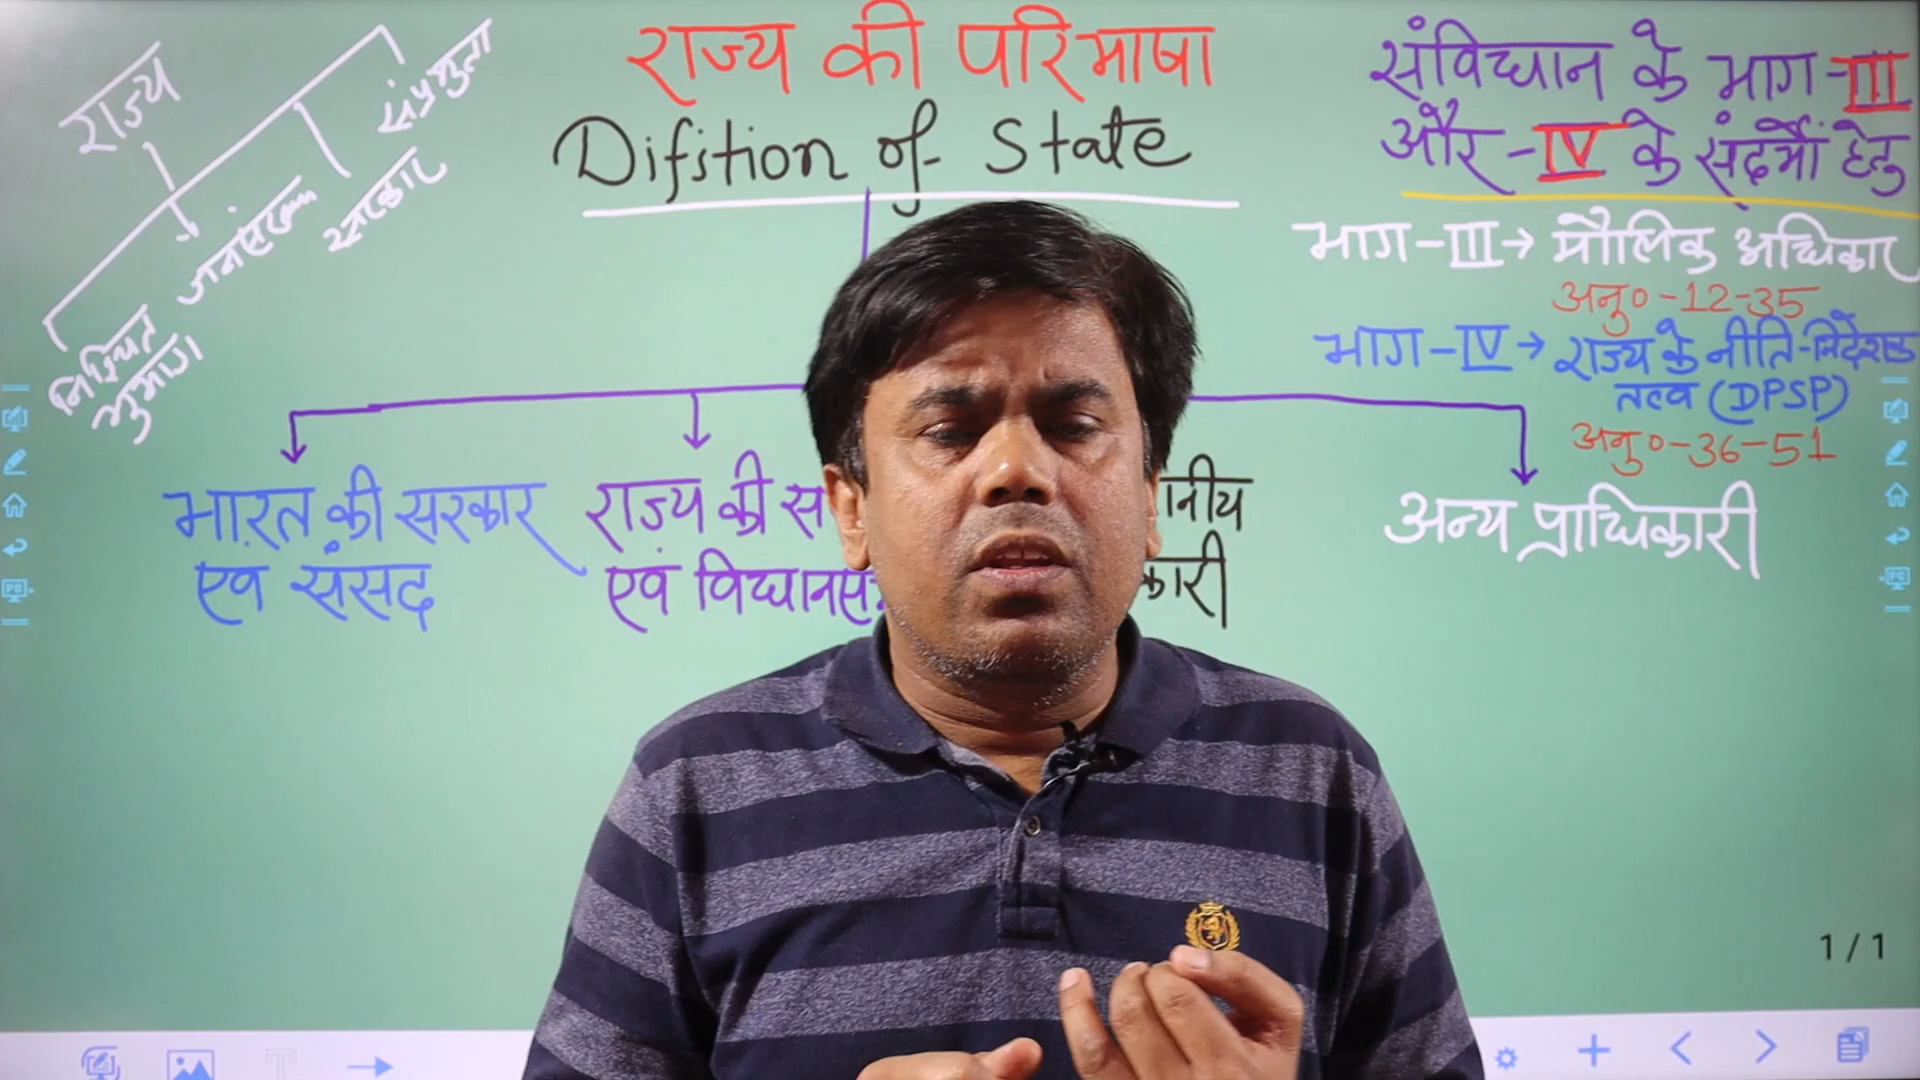 राज्य की परिभाषा
Difition of State
राज्य
निश्चित
भुभाग
जनसंख्या
सरकार
संप्रभुता
संविधान के भाग-III
और-IV के संदर्भों हेतु
भाग-III→ मौलिक अधिकार
अनु०-12-35
भाग-IV→ राज्य के नीति-निर्देशक
तत्व (DPSP)
अनु०-36-51
भारत की सरकार
एवं संसद
राज्य की स
एवं विधानस
नीय
कारी
अन्य प्राधिकारी
1/1